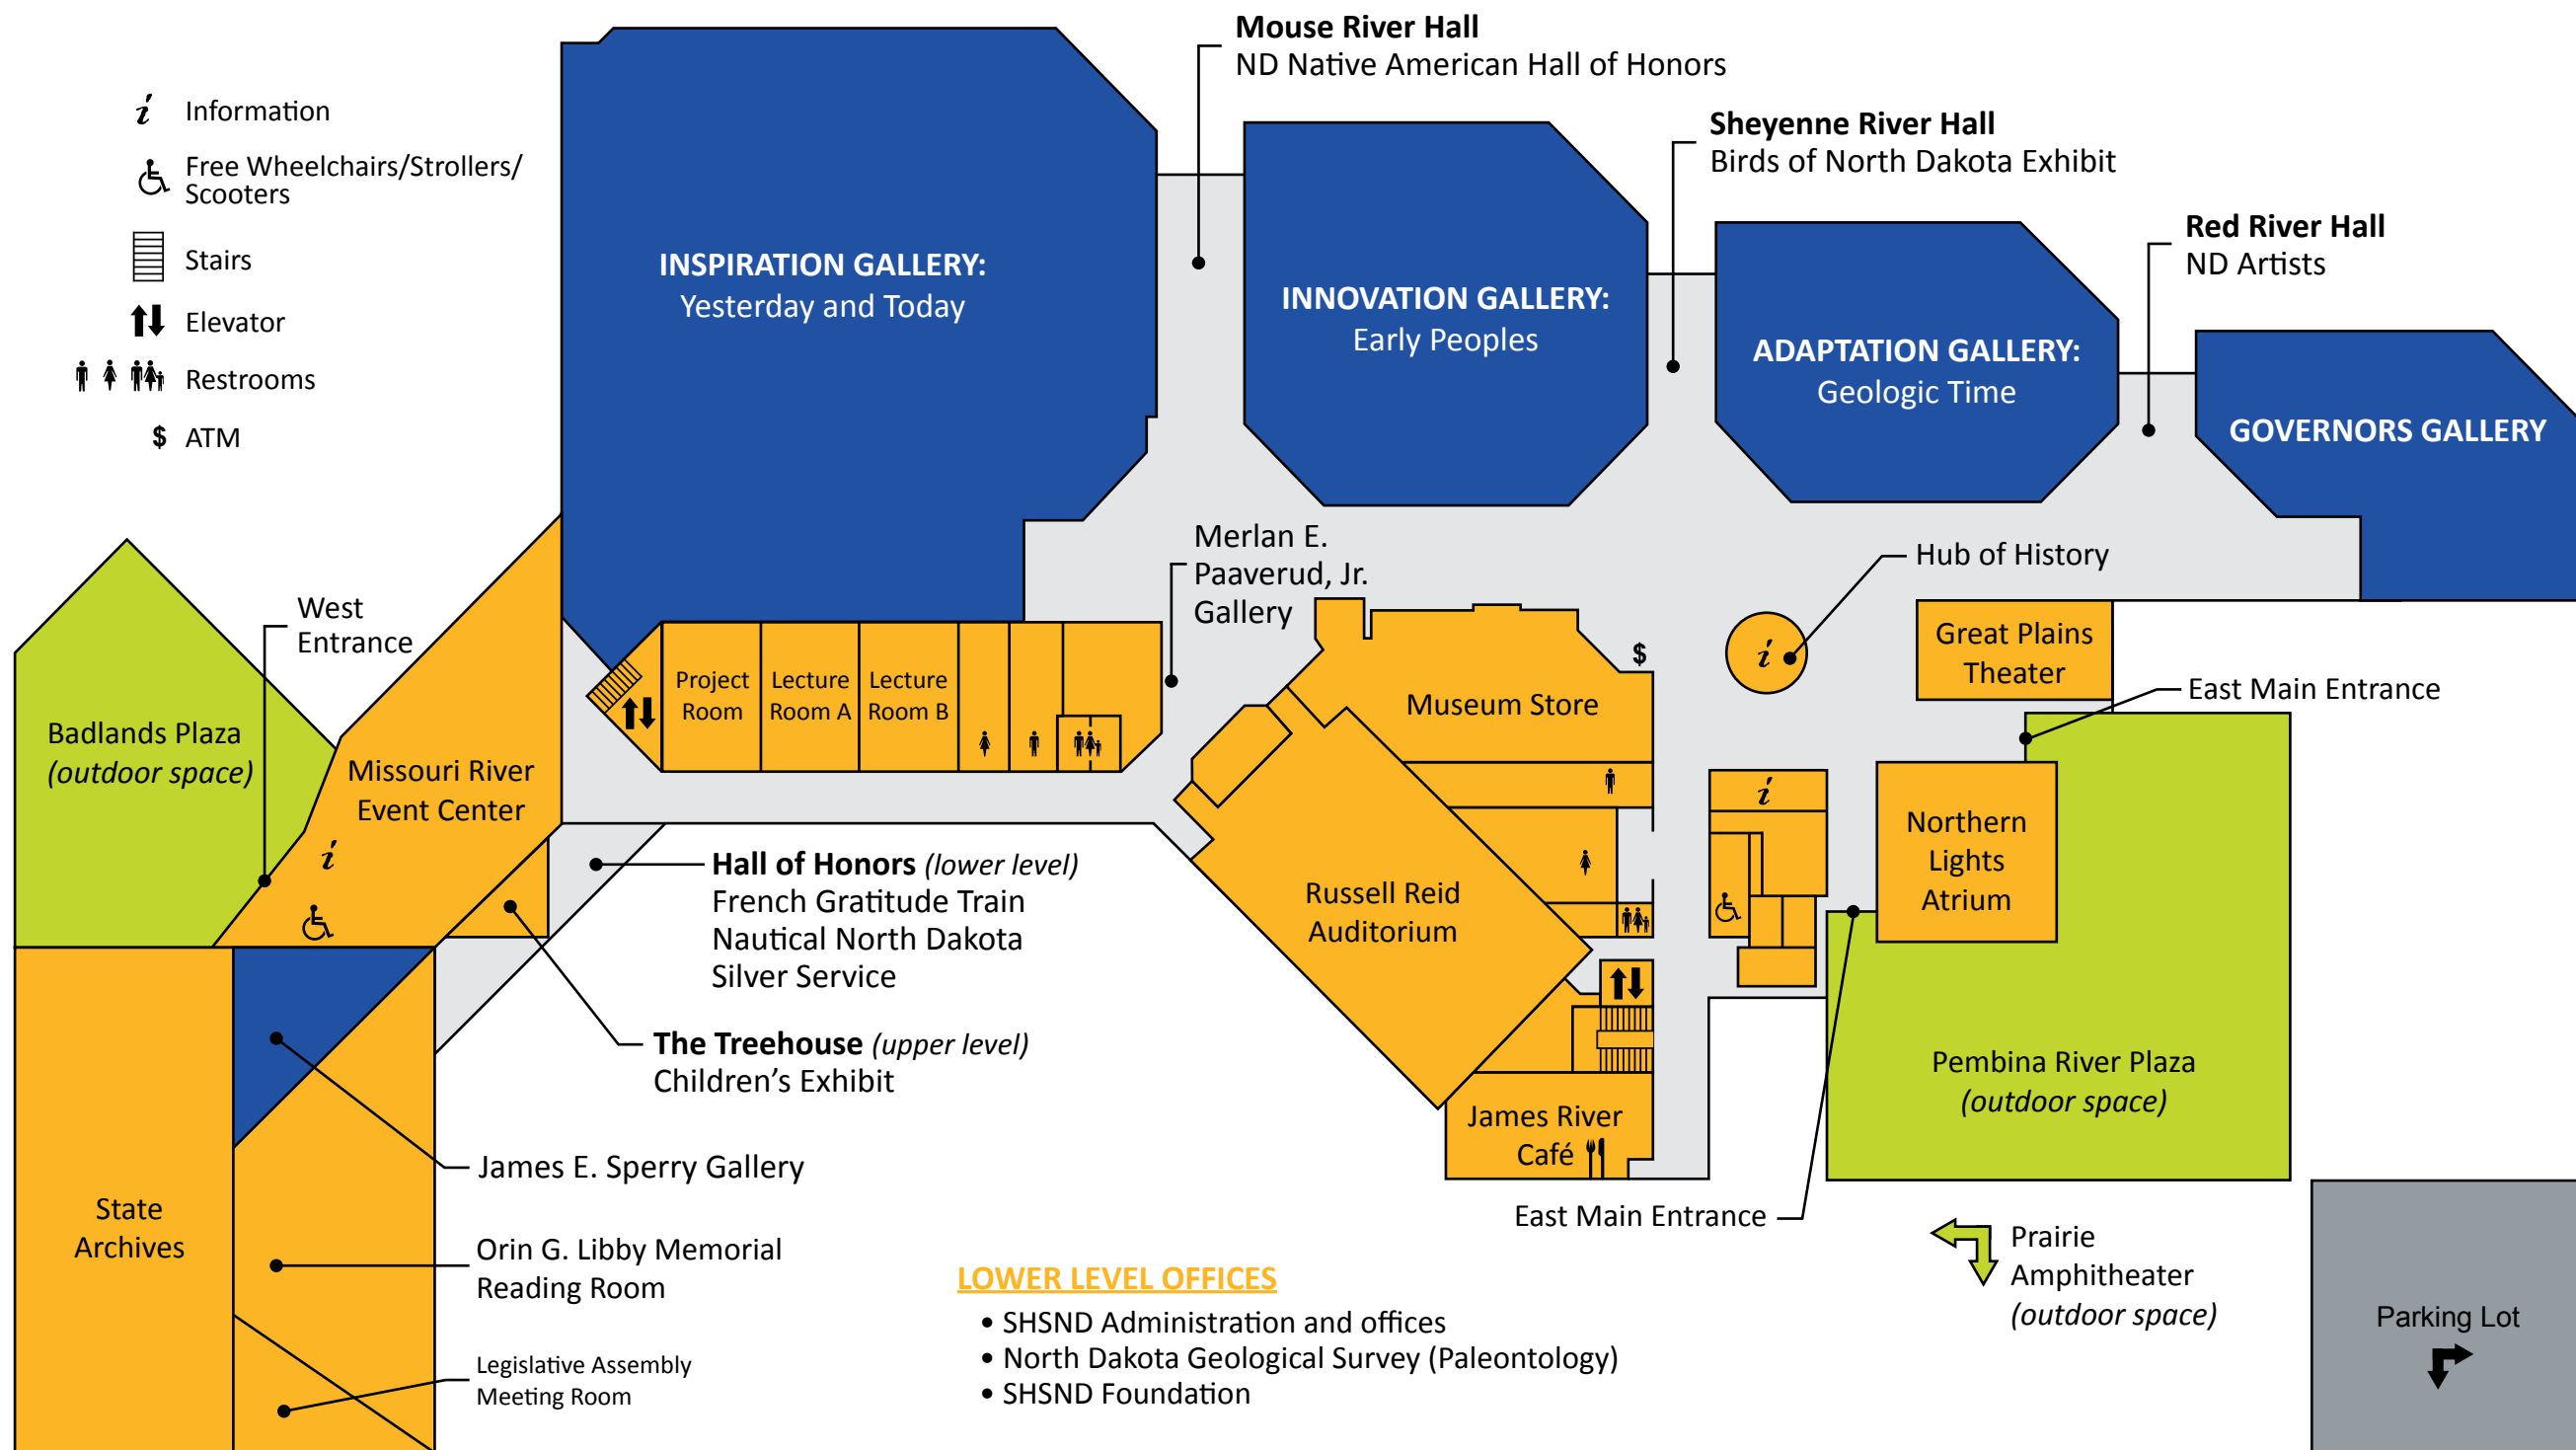 Mouse River Hall
ND Native American Hall of Honors
i Information
Free Wheelchairs/Strollers/
Scooters
Stairs
Elevator
Restrooms
$ ATM
Sheyenne River Hall
Birds of North Dakota Exhibit
Red River Hall
ND Artists
INSPIRATION GALLERY:
Yesterday and Today
INNOVATION GALLERY:
Early Peoples
ADAPTATION GALLERY:
Geologic Time
GOVERNORS GALLERY
Merlan E.
Paaverud, Jr.
Gallery
Hub of History
i
West
Entrance
Badlands Plaza
(outdoor space)
Missouri River
Event Center
i
Project
Room
Lecture
Room A
Lecture
Room B
$
Museum Store
Great Plains
Theater
East Main Entrance
i
Northern
Lights
Atrium
Russell Reid
Auditorium
Hall of Honors (lower level)
French Gratitude Train
Nautical North Dakota
Silver Service
The Treehouse (upper level)
Children's Exhibit
James River
Café
Pembina River Plaza
(outdoor space)
East Main Entrance
James E. Sperry Gallery
State
Archives
Orin G. Libby Memorial
Reading Room
Legislative Assembly
Meeting Room
LOWER LEVEL OFFICES
• SHSND Administration and offices
• North Dakota Geological Survey (Paleontology)
• SHSND Foundation
Prairie
Amphitheater
(outdoor space)
Parking Lot